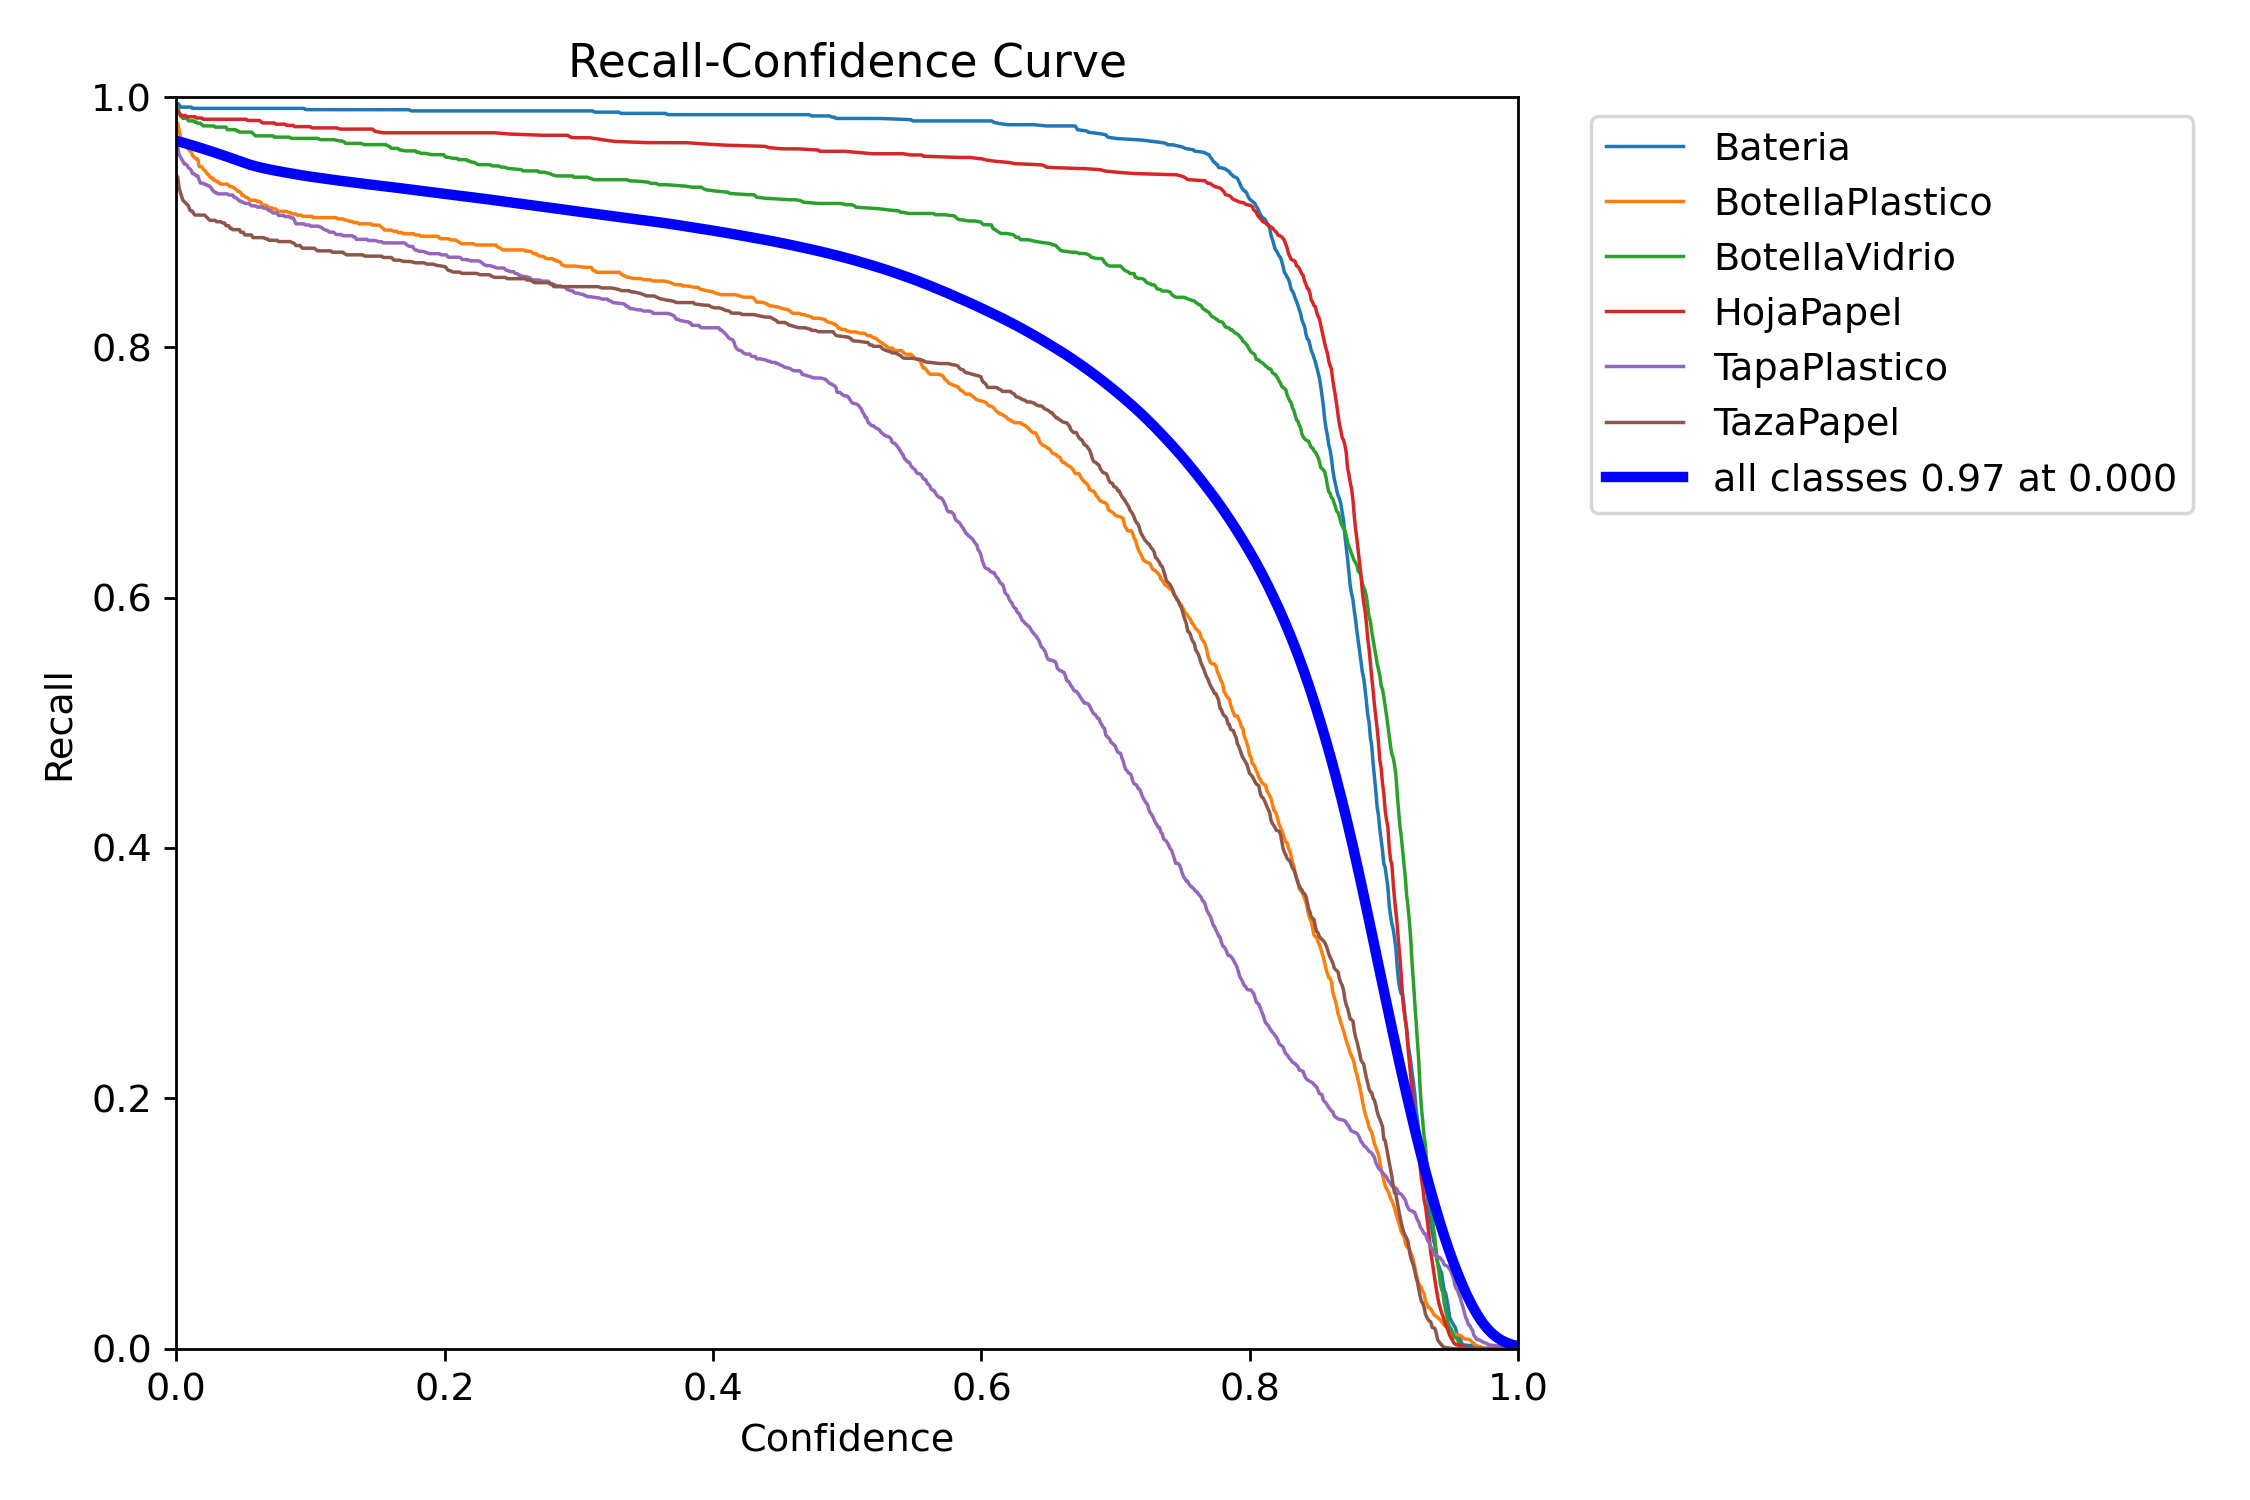 Recall-Confidence Curve
1.0
0.8
0.6
0.4
0.2
0.0
Recall
0.0 0.2 0.4 0.6 0.8 1.0
Confidence
Bateria
BotellaPlastico
BotellaVidrio
HojaPapel
TapaPlastico
TazaPapel
all classes 0.97 at 0.000